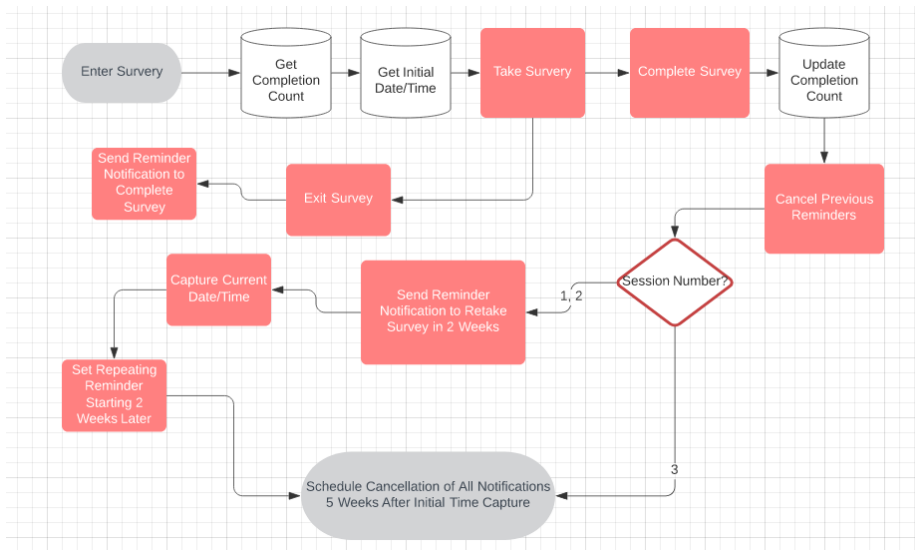 Enter Survery
Get
Completion
Count
Get Initial
Date/Time
Take Survery
Complete Survey
Update
Completion
Count
Send Reminder
Notification to
Complete
Survey
Exit Survey
Cancel Previous
Reminders
Session Number?
1, 2
Send Reminder
Notification to Retake
Survey in 2 Weeks
Capture Current
Date/Time
Set Repeating
Reminder
Starting 2
Weeks Later
3
Schedule Cancellation of All Notifications
5 Weeks After Initial Time Capture